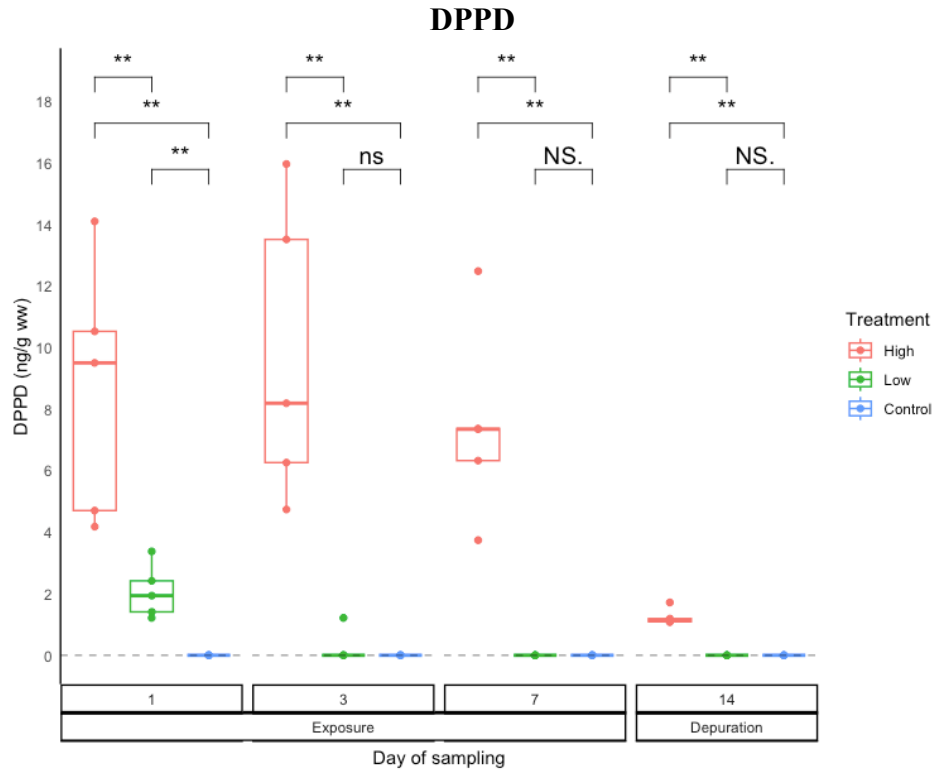 DPPD
** ** ** **
** ** ** **
** ns NS. NS.
18
16
14
12
10
8
6
4
2
0
DPPD (ng/g ww)
Treatment
High
Low
Control
1 3 7 14
Exposure Depuration
Day of sampling